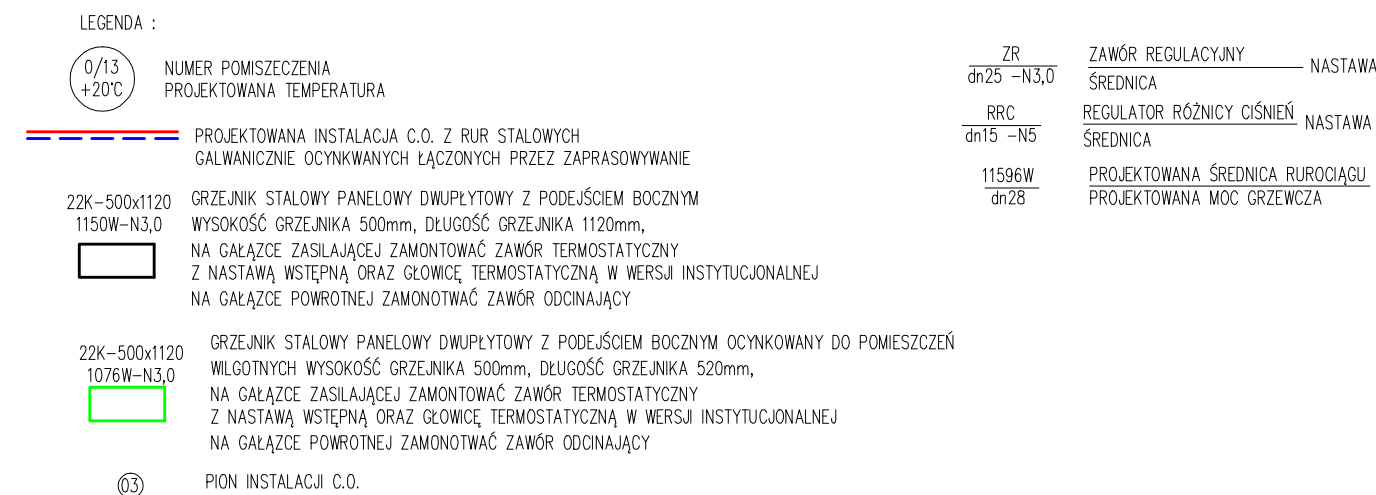 LEGENDA :
0/13
+20°C
NUMER POMISZECZENIA
PROJEKTOWANA TEMPERATURA
PROJEKTOWANA INSTALACJA C.O. Z RUR STALOWYCH
GALWANICZNIE OCYNKWANYCH ŁĄCZONYCH PRZEZ ZAPRASOWYWANIE
22K-500x1120
1150W-N3,0
GRZEJNIK STALOWY PANELOWY DWUPŁYTOWY Z PODEJŚCIEM BOCZNYM
WYSOKOŚĆ GRZEJNIKA 500mm, DŁUGOŚĆ GRZEJNIKA 1120mm,
NA GAŁĄZCE ZASILAJĄCEJ ZAMONTOWAĆ ZAWÓR TERMOSTATYCZNY
Z NASTAWĄ WSTĘPNĄ ORAZ GŁOWICĘ TERMOSTATYCZNĄ W WERSJI INSTYTUCJONALNEJ
NA GAŁĄZCE POWROTNEJ ZAMONOTWAĆ ZAWÓR ODCINAJĄCY
22K-500x1120
1076W-N3,0
GRZEJNIK STALOWY PANELOWY DWUPŁYTOWY Z PODEJŚCIEM BOCZNYM OCYNKOWANY DO POMIESZCZEŃ
WILGOTNYCH WYSOKOŚĆ GRZEJNIKA 500mm, DŁUGOŚĆ GRZEJNIKA 520mm,
NA GAŁĄZCE ZASILAJĄCEJ ZAMONTOWAĆ ZAWÓR TERMOSTATYCZNY
Z NASTAWĄ WSTĘPNĄ ORAZ GŁOWICĘ TERMOSTATYCZNĄ W WERSJI INSTYTUCJONALNEJ
NA GAŁĄZCE POWROTNEJ ZAMONOTWAĆ ZAWÓR ODCINAJĄCY
03
PION INSTALACJI C.O.
ZR
dn25 -N3,0
ZAWÓR REGULACYJNY
ŚREDNICA
NASTAWA
RRC
dn15 -N5
REGULATOR RÓŻNICY CIŚNIEŃ
ŚREDNICA
NASTAWA
11596W
dn28
PROJEKTOWANA ŚREDNICA RUROCIĄGU
PROJEKTOWANA MOC GRZEWCZA